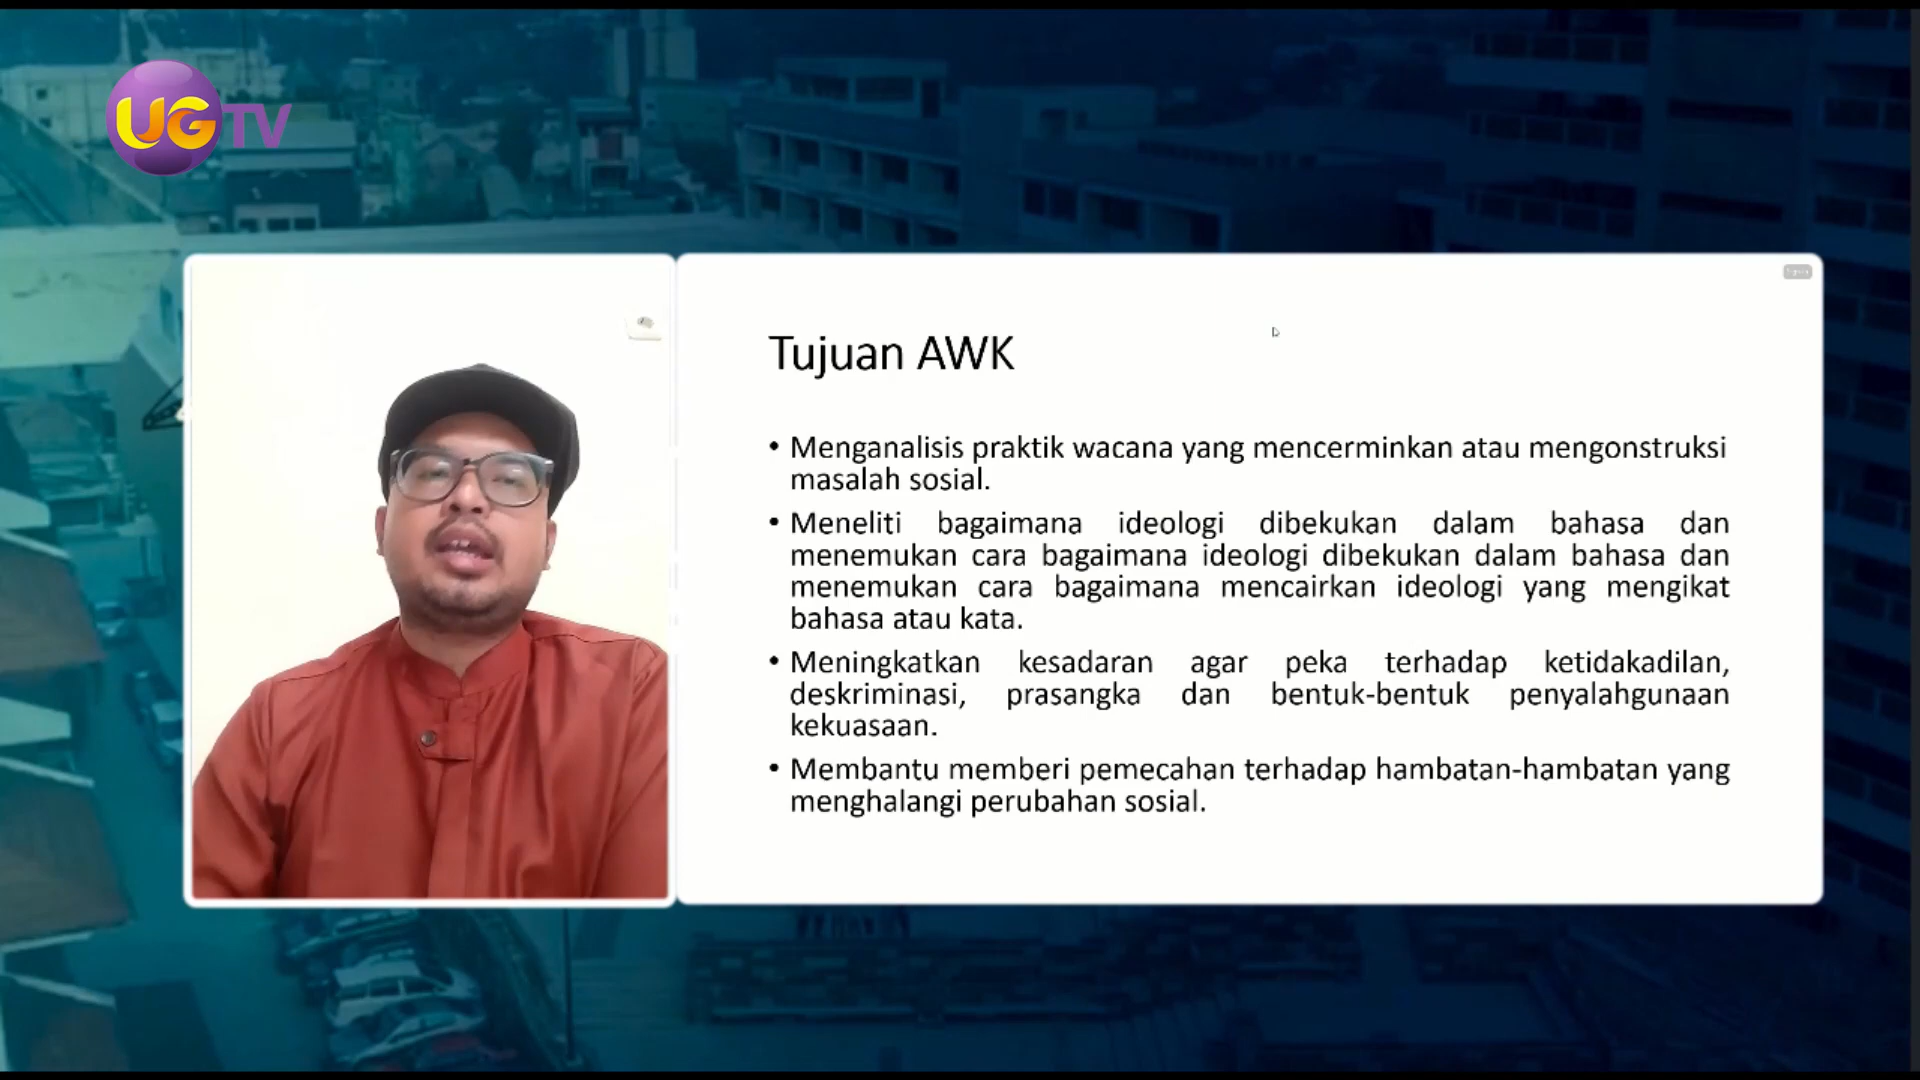 UGTV
Tujuan AWK
• Menganalisis praktik wacana yang mencerminkan atau mengonstruksi
masalah sosial.
• Meneliti bagaimana ideologi dibekukan dalam bahasa dan
menemukan cara bagaimana ideologi dibekukan dalam bahasa dan
menemukan cara bagaimana mencairkan ideologi yang mengikat
bahasa atau kata.
• Meningkatkan kesadaran agar peka terhadap ketidakadilan,
deskriminasi, prasangka dan bentuk-bentuk penyalahgunaan
kekuasaan.
• Membantu memberi pemecahan terhadap hambatan-hambatan yang
menghalangi perubahan sosial.